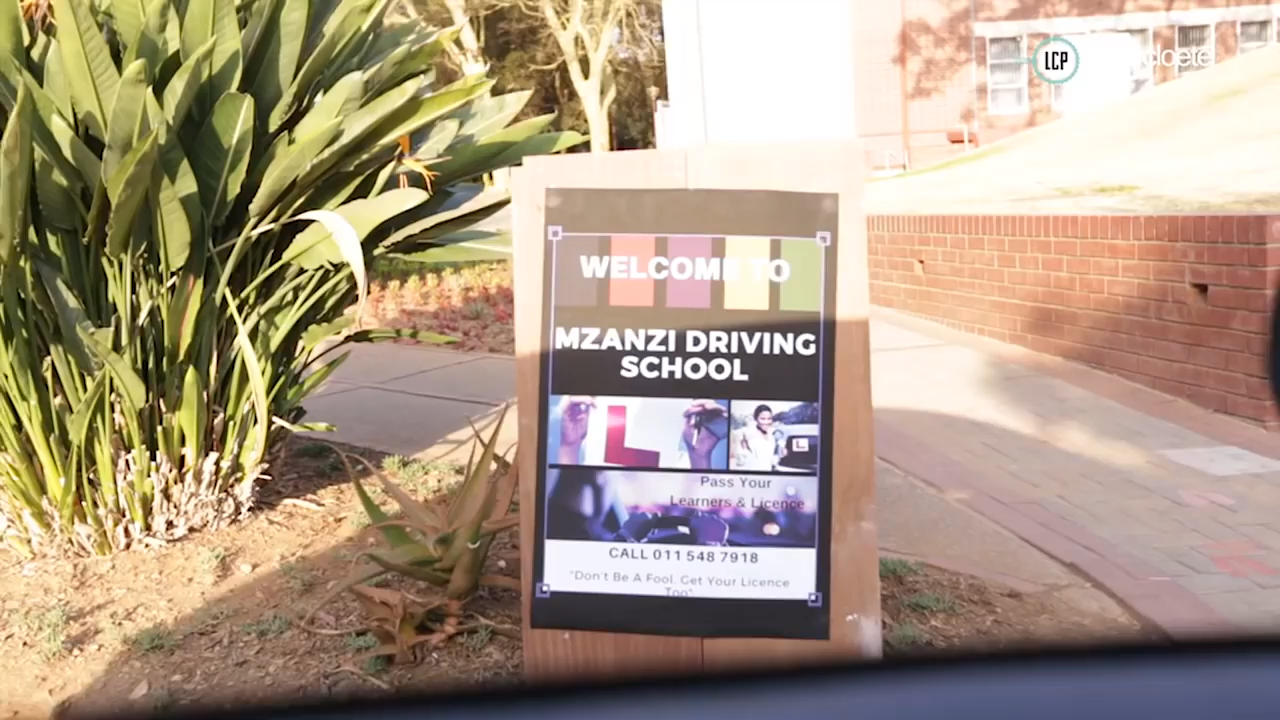 LCP
WELCOME TO
MZANZI DRIVING
SCHOOL
L
L
Pass Your
Learners & Licence
CALL 011 548 7918
"Don't Be A Fool. Get Your Licence
Too"